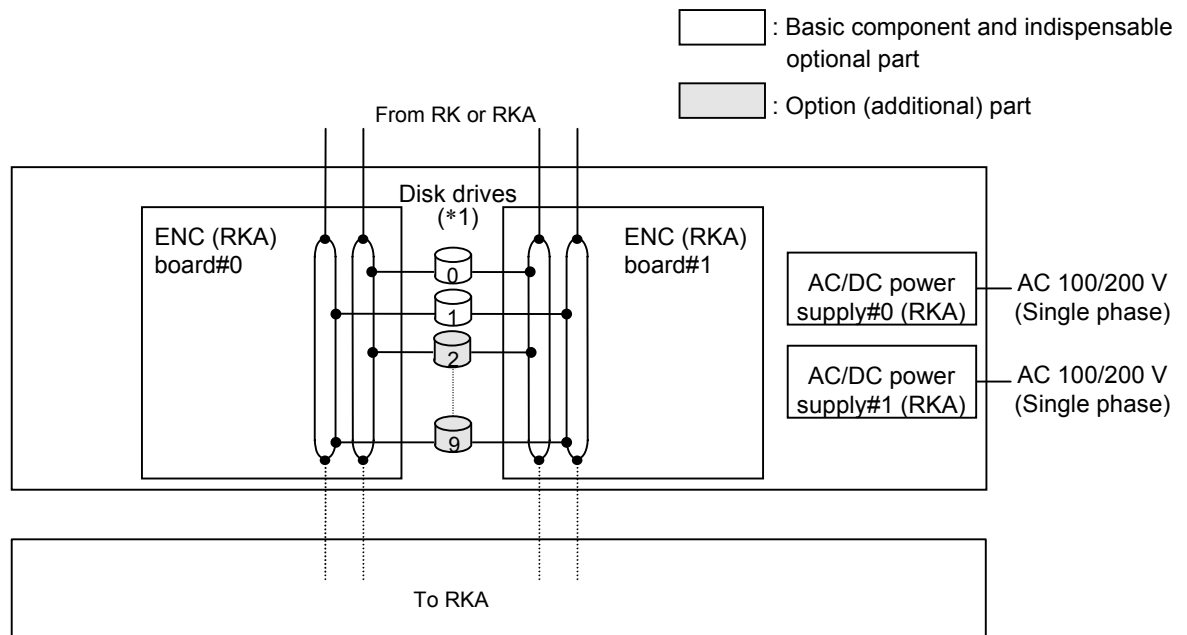 : Basic component and indispensable
optional part
: Option (additional) part
From RK or RKA
Disk drives
(*1)
ENC (RKA)
board#0
ENC (RKA)
board#1
0
1
2
9
AC/DC power
supply#0 (RKA)
AC 100/200 V
(Single phase)
AC/DC power
supply#1 (RKA)
AC 100/200 V
(Single phase)
To RKA